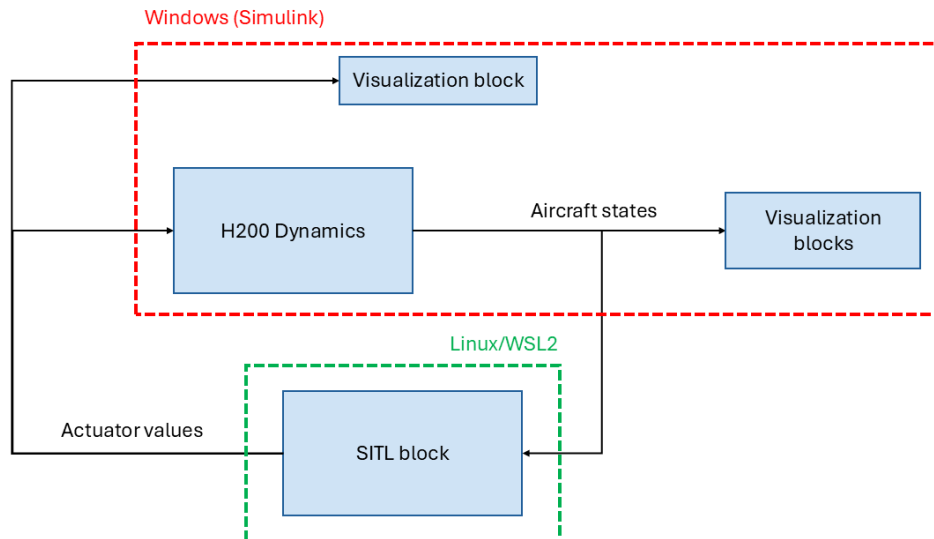 Windows (Simulink)
Visualization block
H200 Dynamics
Aircraft states
Visualization
blocks
Linux/WSL2
Actuator values
SITL block